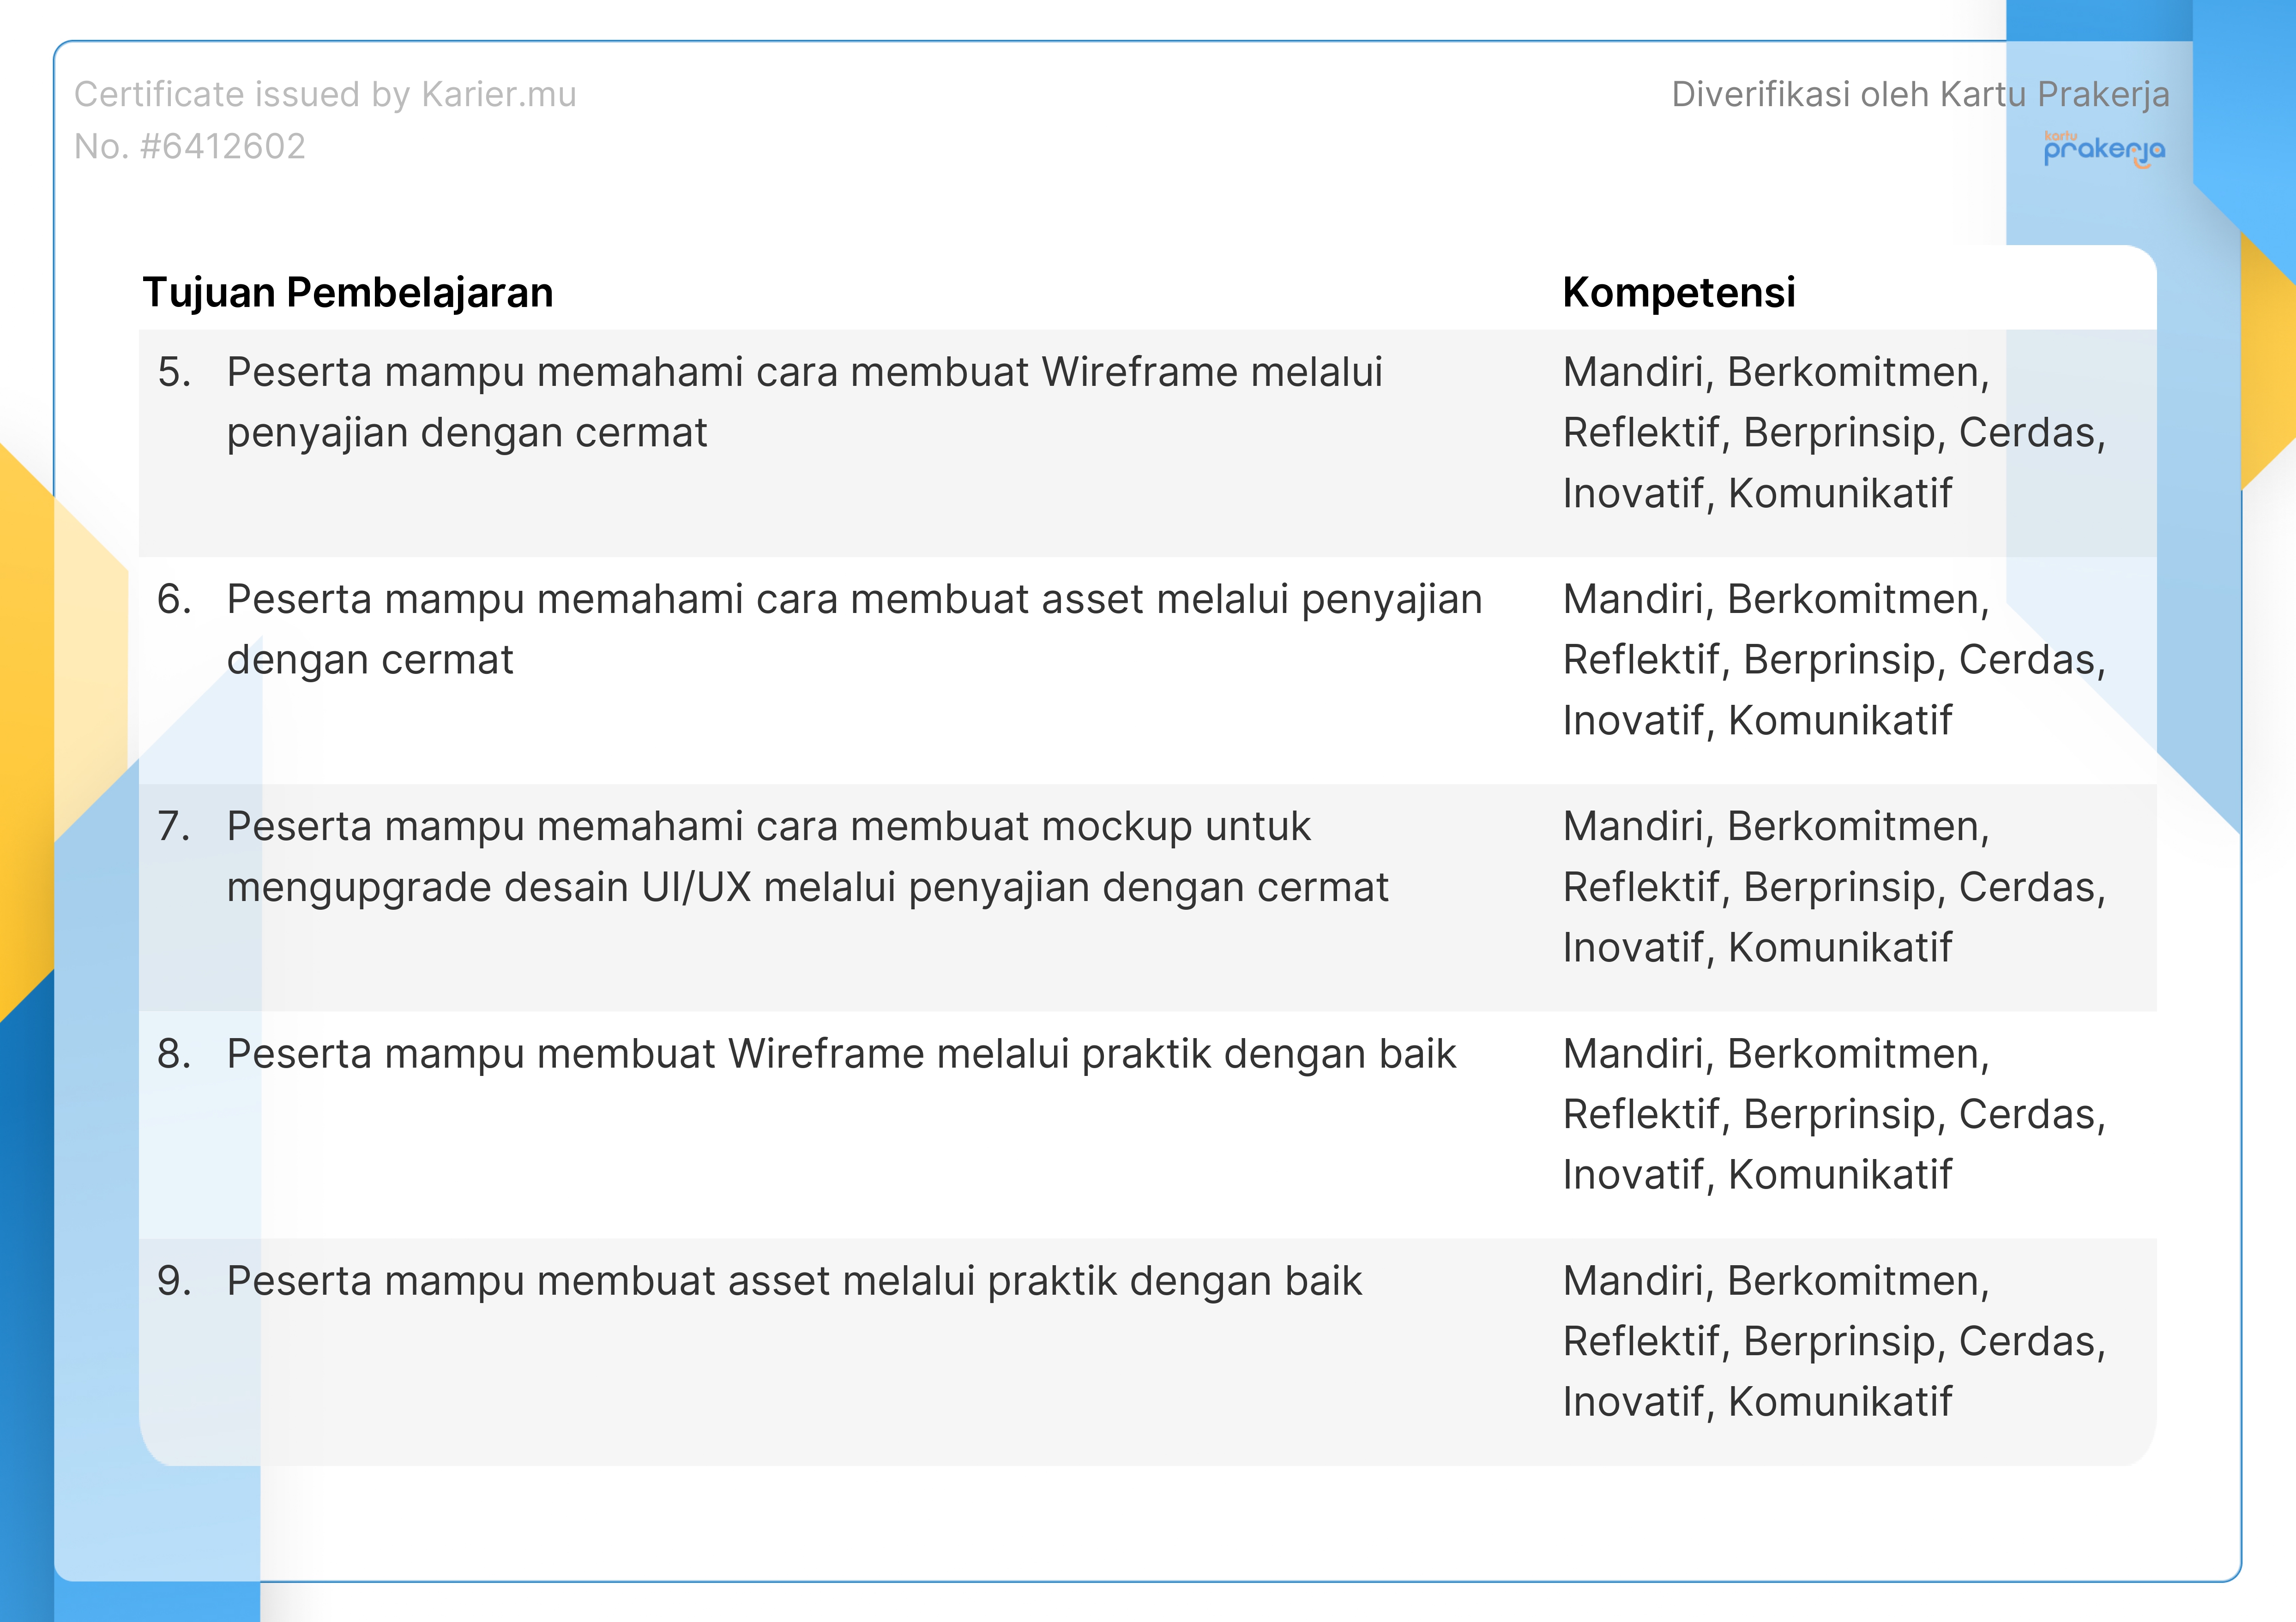 Certificate issued by Karier.mu
No. #6412602
Diverifikasi oleh Kartu Prakerja
kartu
prakerja
Tujuan Pembelajaran
Kompetensi
5. Peserta mampu memahami cara membuat Wireframe melalui
penyajian dengan cermat
Mandiri, Berkomitmen,
Reflektif, Berprinsip, Cerdas,
Inovatif, Komunikatif
6. Peserta mampu memahami cara membuat asset melalui penyajian
dengan cermat
Mandiri, Berkomitmen,
Reflektif, Berprinsip, Cerdas,
Inovatif, Komunikatif
7. Peserta mampu memahami cara membuat mockup untuk
mengupgrade desain UI/UX melalui penyajian dengan cermat
Mandiri, Berkomitmen,
Reflektif, Berprinsip, Cerdas,
Inovatif, Komunikatif
8. Peserta mampu membuat Wireframe melalui praktik dengan baik
Mandiri, Berkomitmen,
Reflektif, Berprinsip, Cerdas,
Inovatif, Komunikatif
9. Peserta mampu membuat asset melalui praktik dengan baik
Mandiri, Berkomitmen,
Reflektif, Berprinsip, Cerdas,
Inovatif, Komunikatif